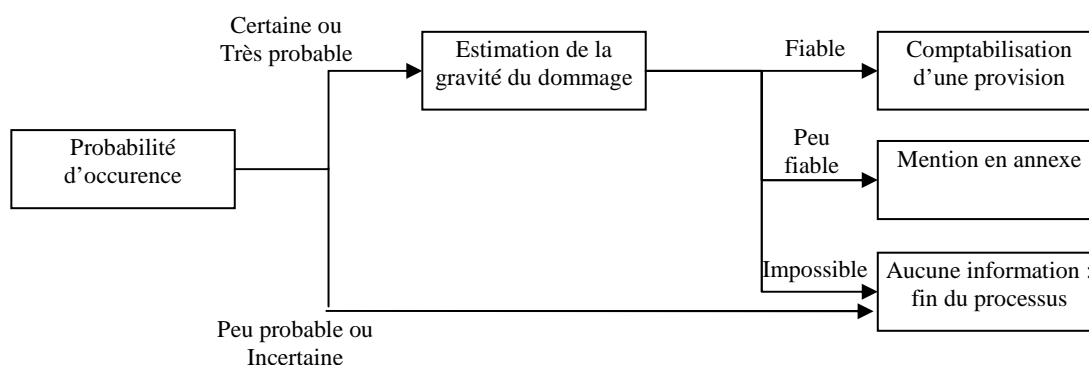 Certaine ou
Très probable
Estimation de la
gravité du dommage
Fiable
Comptabilisation
d’une provision
Probabilité
d’occurence
Peu
fiable
Mention en annexe
Impossible
Aucune information :
fin du processus
Peu probable ou
Incertaine